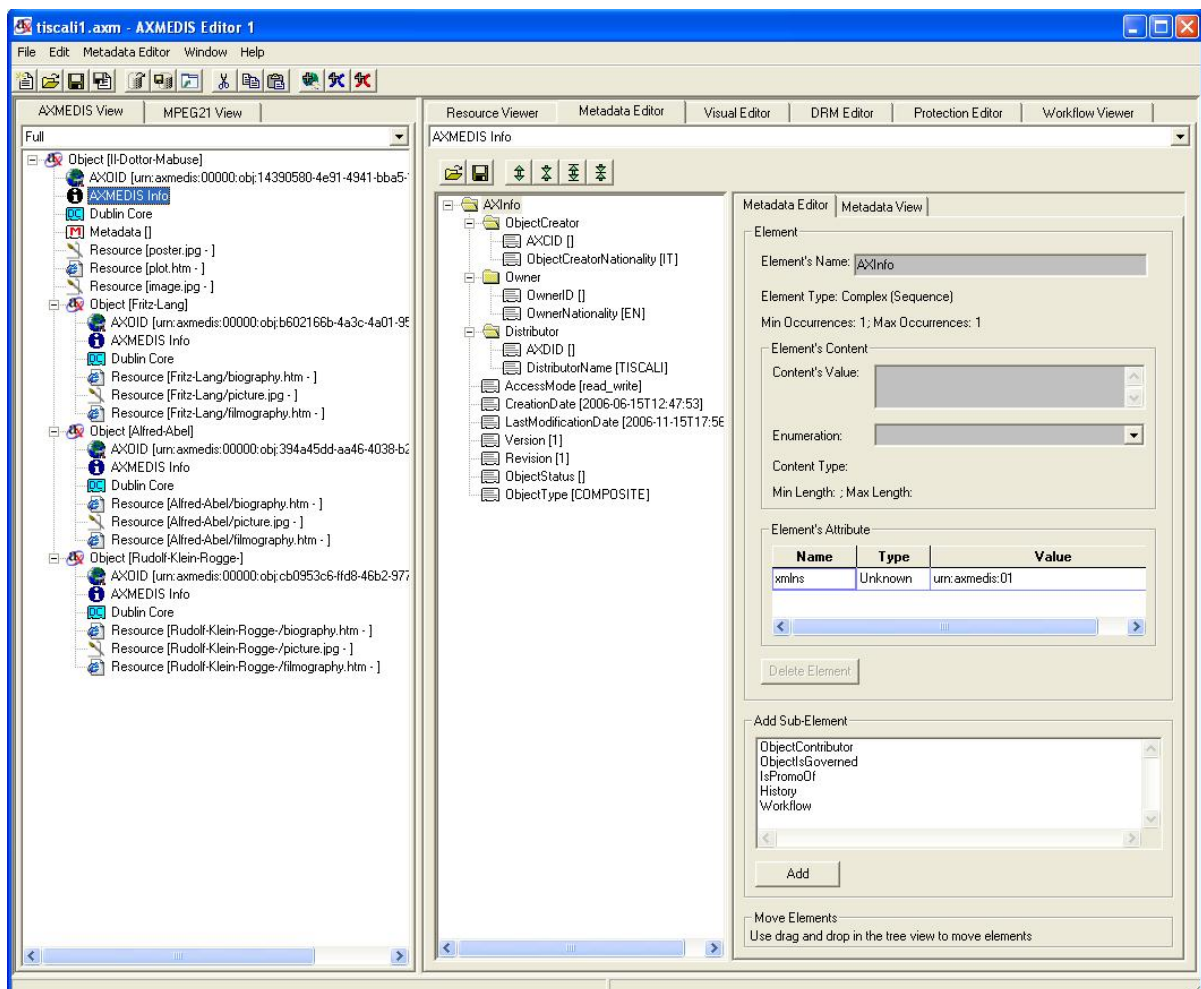 tiscali1.axm - AXMEDIS Editor 1
File Edit Metadata Editor Window Help
AXMEDIS View MPEG21 View
Full
Object [Il-Dottor-Mabuse]
AXOID [urn:axmedis:00000:obj:14390580-4e91-4941-bba5-
AXMEDIS Info
Dublin Core
Metadata []
Resource [poster.jpg - ]
Resource [plot.htm - ]
Resource [image.jpg - ]
Object [Fritz-Lang]
AXOID [urn:axmedis:00000:obj:b602166b-4a3c-4a01-95
AXMEDIS Info
Dublin Core
Resource [Fritz-Lang/biography.htm - ]
Resource [Fritz-Lang/picture.jpg - ]
Resource [Fritz-Lang/filmography.htm - ]
Object [Alfred-Abel]
AXOID [urn:axmedis:00000:obj:394a45dd-aa46-4038-b2
AXMEDIS Info
Dublin Core
Resource [Alfred-Abel/biography.htm - ]
Resource [Alfred-Abel/picture.jpg - ]
Resource [Alfred-Abel/filmography.htm - ]
Object [Rudolf-Klein-Rogge-]
AXOID [urn:axmedis:00000:obj:cb0953c6-ffd8-46b2-977
AXMEDIS Info
Dublin Core
Resource [Rudolf-Klein-Rogge-/biography.htm - ]
Resource [Rudolf-Klein-Rogge-/picture.jpg - ]
Resource [Rudolf-Klein-Rogge-/filmography.htm - ]
Resource Viewer Metadata Editor Visual Editor DRM Editor Protection Editor Workflow Viewer
AXMEDIS Info
AXInfo
ObjectCreator
AXCID []
ObjectCreatorNationality [IT]
Owner
OwnerID []
OwnerNationality [EN]
Distributor
AXDID []
DistributorName [TISCALI]
AccessMode [read_write]
CreationDate [2006-06-15T12:47:53]
LastModificationDate [2006-11-15T17:56
Version [1]
Revision [1]
ObjectStatus []
ObjectType [COMPOSITE]
Metadata Editor Metadata View
Element
Element's Name: AXInfo
Element Type: Complex (Sequence)
Min Occurrences: 1; Max Occurrences: 1
Element's Content
Content's Value:
Enumeration:
Content Type:
Min Length: ; Max Length:
Element's Attribute
Name Type Value
xmlns Unknown urn:axmedis:01
Delete Element
Add Sub-Element
ObjectContributor
ObjectIsGoverned
IsPromoOf
History
Workflow
Add
Move Elements
Use drag and drop in the tree view to move elements